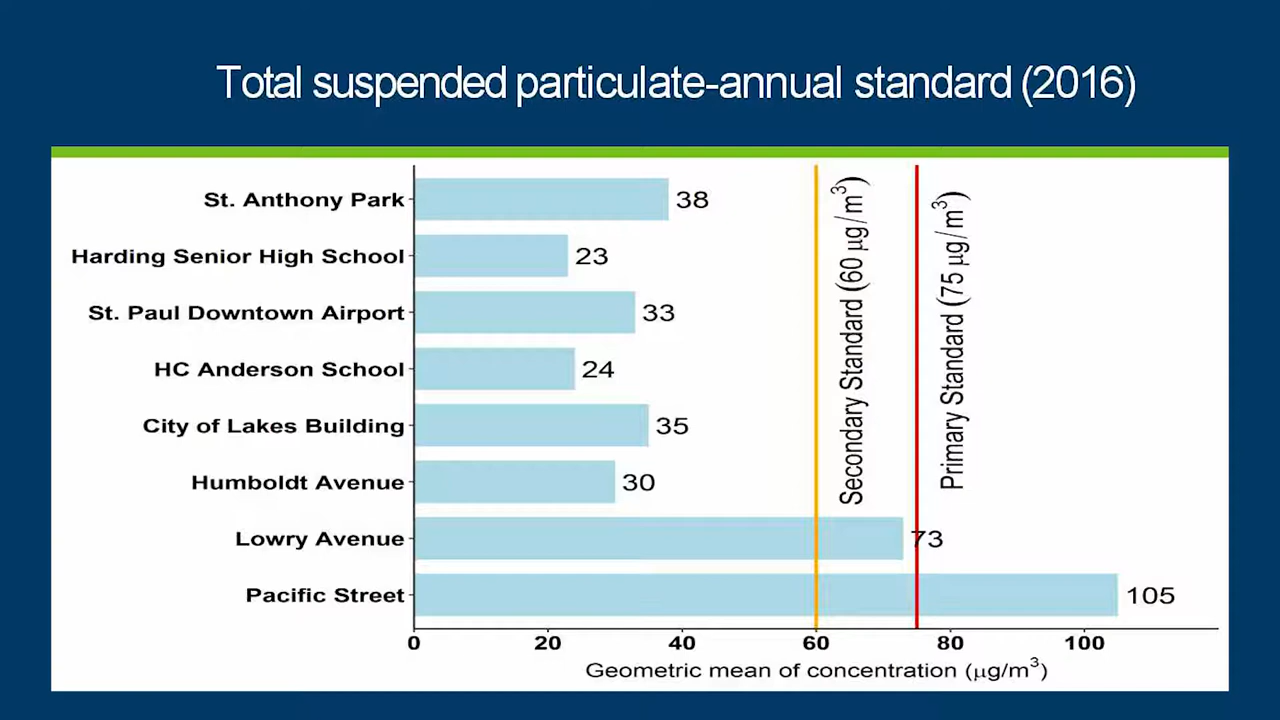 Total suspended particulate-annual standard (2016)
St. Anthony Park 38
Harding Senior High School 23
St. Paul Downtown Airport 33
HC Anderson School 24
City of Lakes Building 35
Humboldt Avenue 30
Lowry Avenue 73
Pacific Street 105
Secondary Standard (60 µg/m³)
Primary Standard (75 µg/m³)
0 20 40 60 80 100
Geometric mean of concentration (µg/m³)